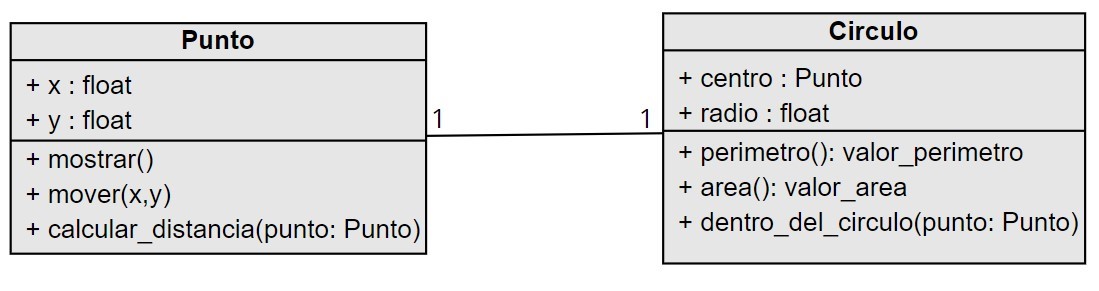 Punto
+ x : float
+ y : float
+ mostrar()
+ mover(x,y)
+ calcular_distancia(punto: Punto)
1
1
Circulo
+ centro : Punto
+ radio : float
+ perimetro(): valor_perimetro
+ area(): valor_area
+ dentro_del_circulo(punto: Punto)